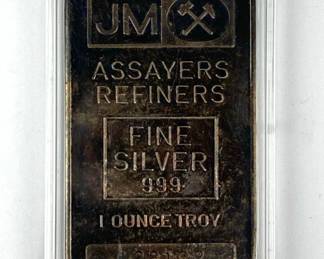 JM
ASSAYERS
REFINERS
FINE
SILVER
999
1 OUNCE TROY